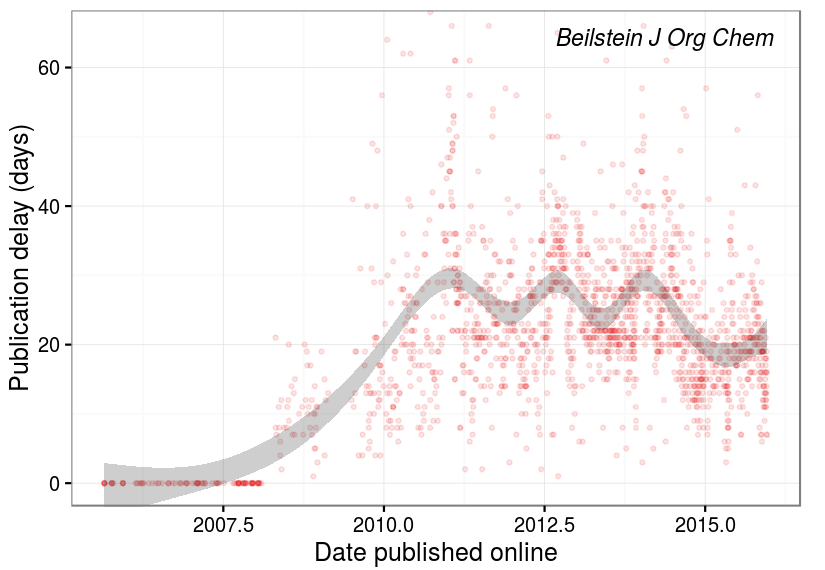 Beilstein J Org Chem
Publication delay (days)
60
40
20
0
2007.5 2010.0 2012.5 2015.0
Date published online